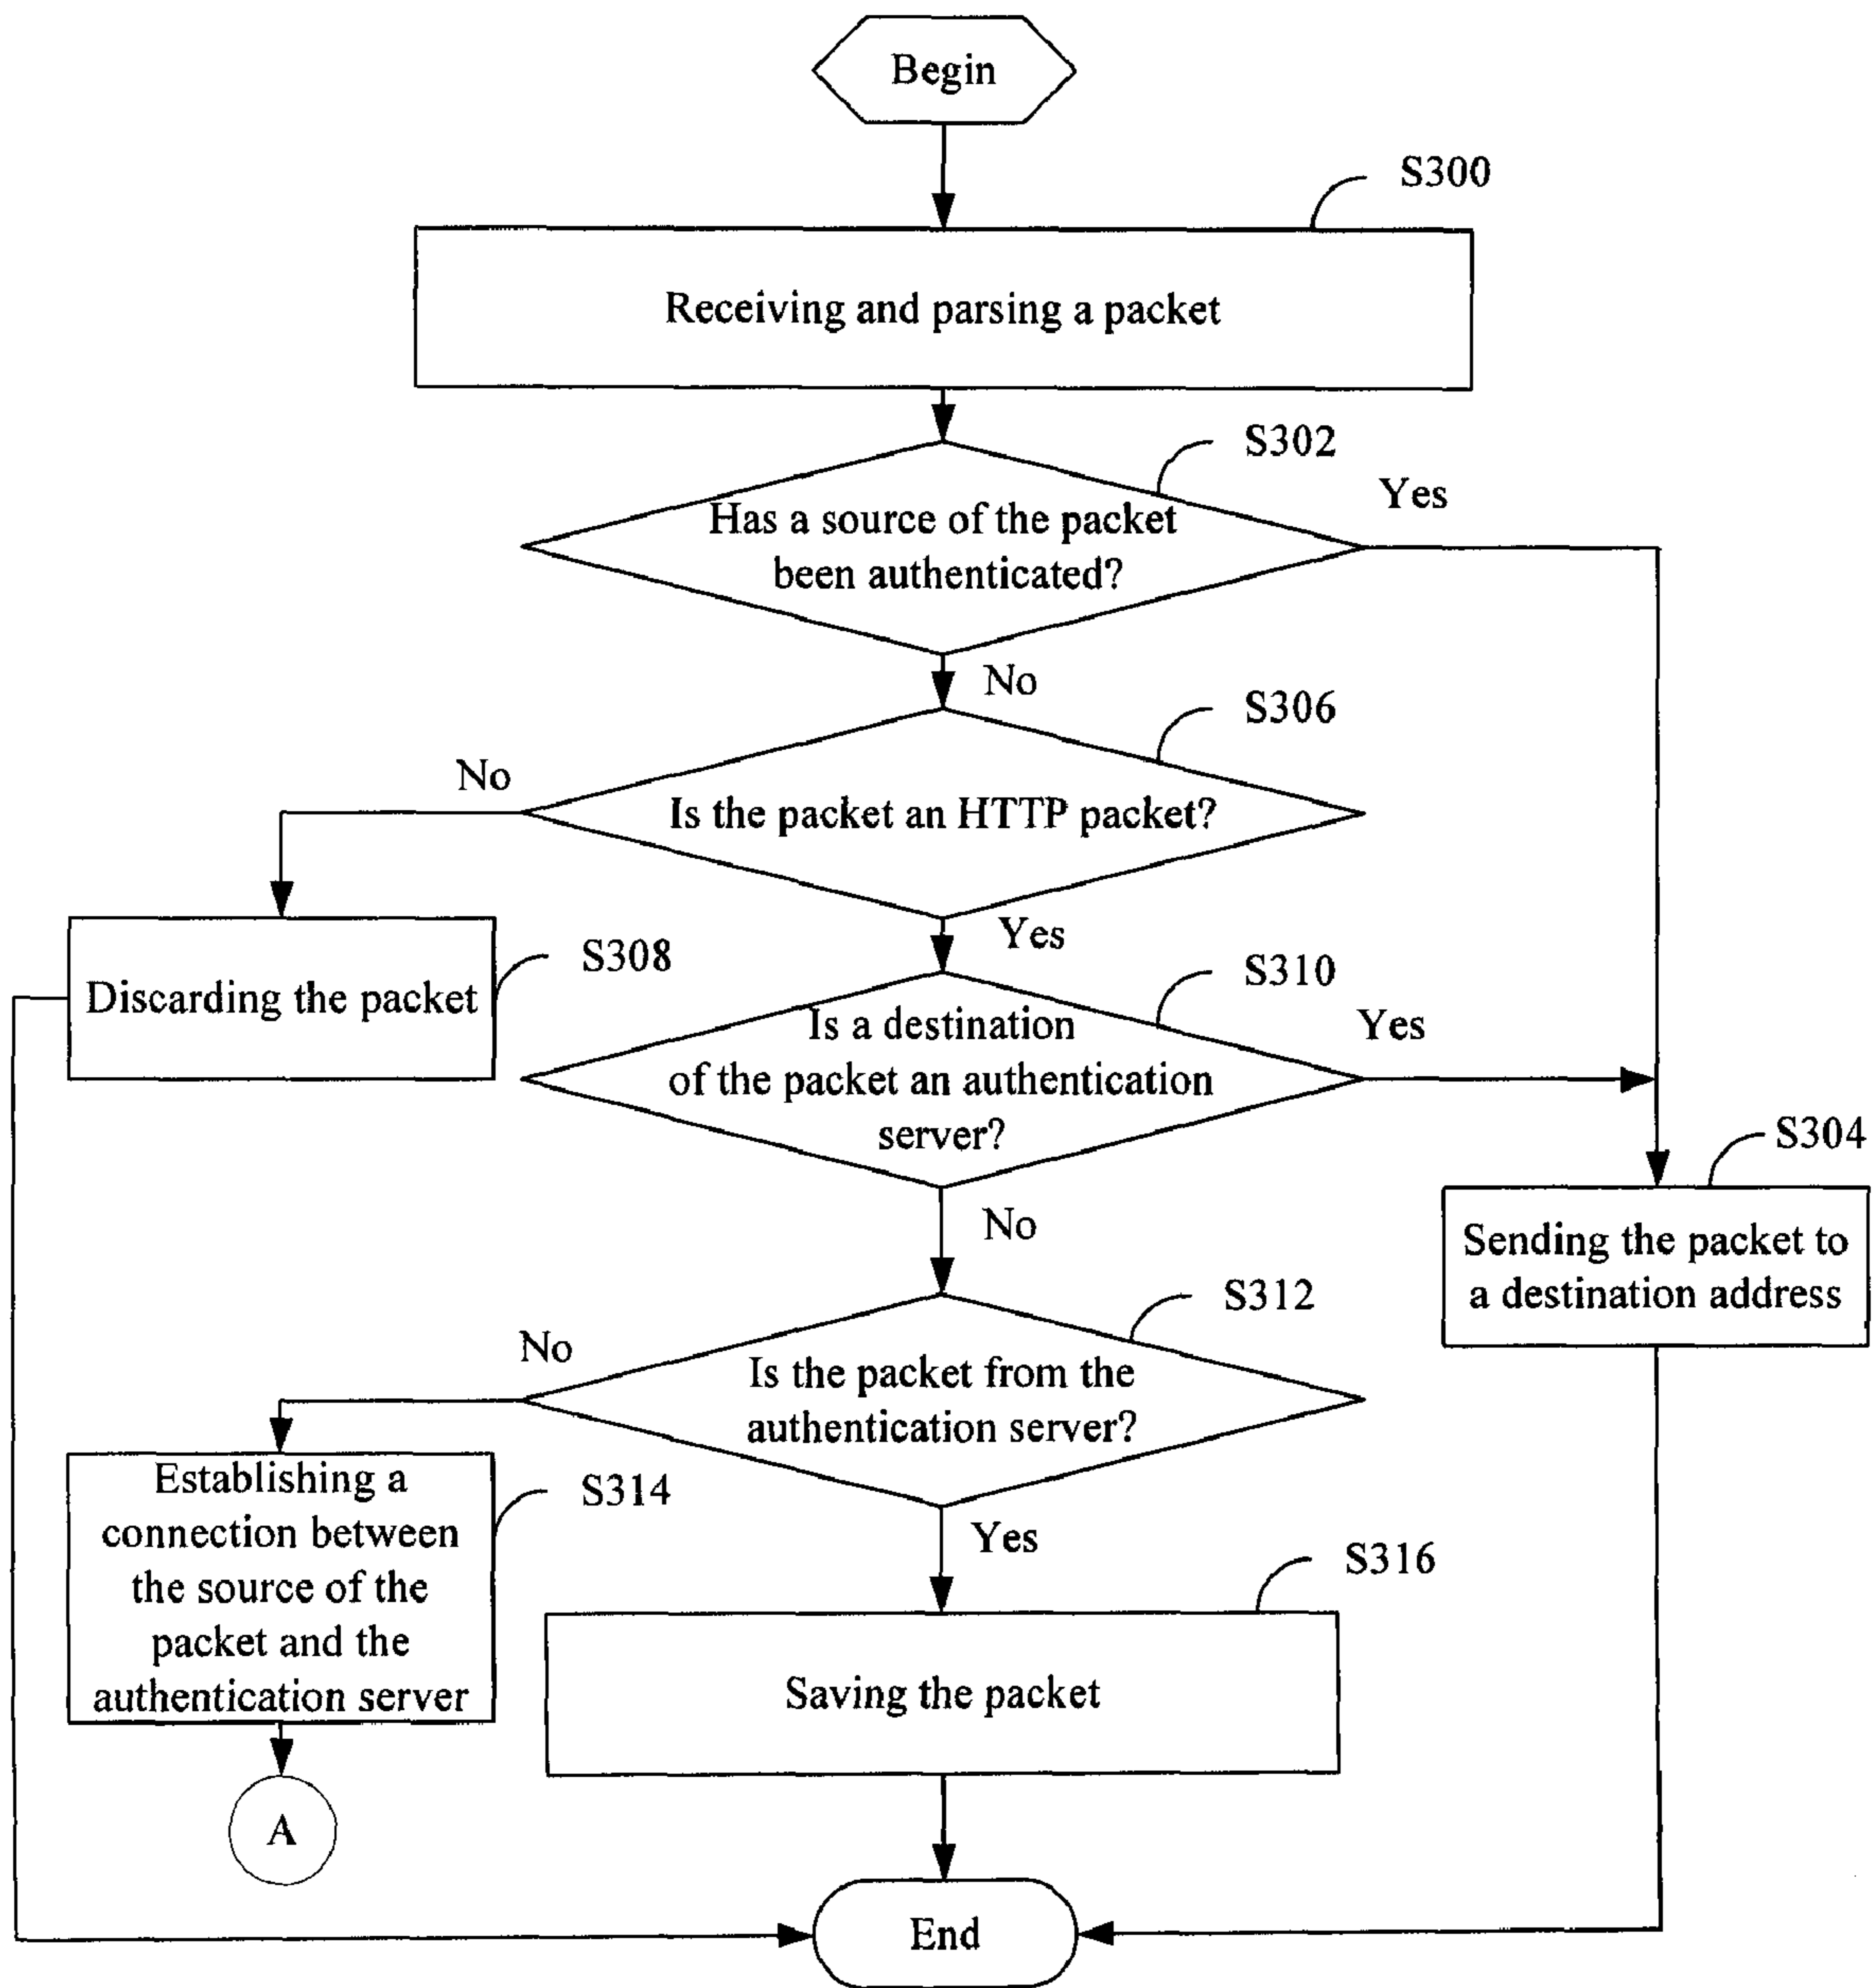 Begin
S300
Receiving and parsing a packet
S302
Yes
Has a source of the packet
been authenticated?
No
S306
No
Is the packet an HTTP packet?
Yes
S308
Discarding the packet
S310
Is a destination
Yes
of the packet an authentication
server?
S304
No
Sending the packet to
a destination address
S312
No
Is the packet from the
authentication server?
Establishing a
connection between
the source of the
packet and the
authentication server
S314
Yes
S316
Saving the packet
A
End